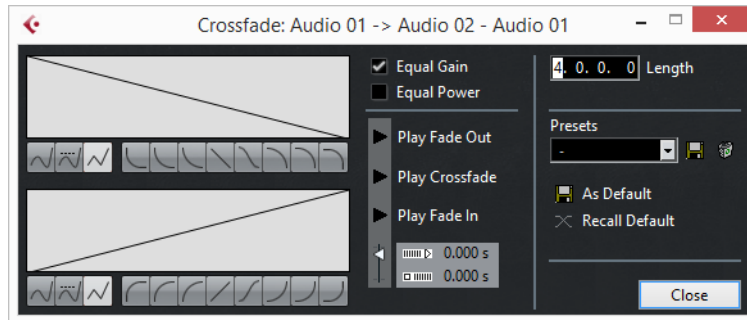 Crossfade: Audio 01 -> Audio 02 - Audio 01
Equal Gain
Equal Power
Play Fade Out
Play Crossfade
Play Fade In
0.000 s
0.000 s
4. 0. 0. 0 Length
Presets
-
As Default
Recall Default
Close